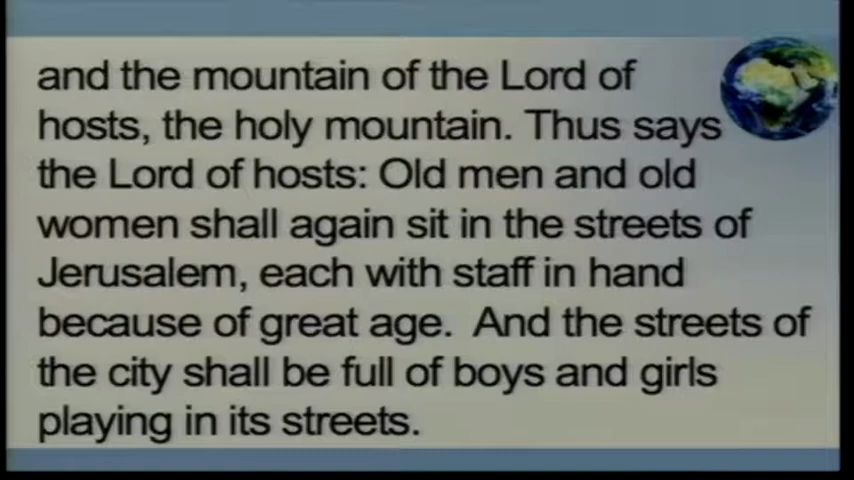 and the mountain of the Lord of
hosts, the holy mountain. Thus says
the Lord of hosts: Old men and old
women shall again sit in the streets of
Jerusalem, each with staff in hand
because of great age.  And the streets of
the city shall be full of boys and girls
playing in its streets.